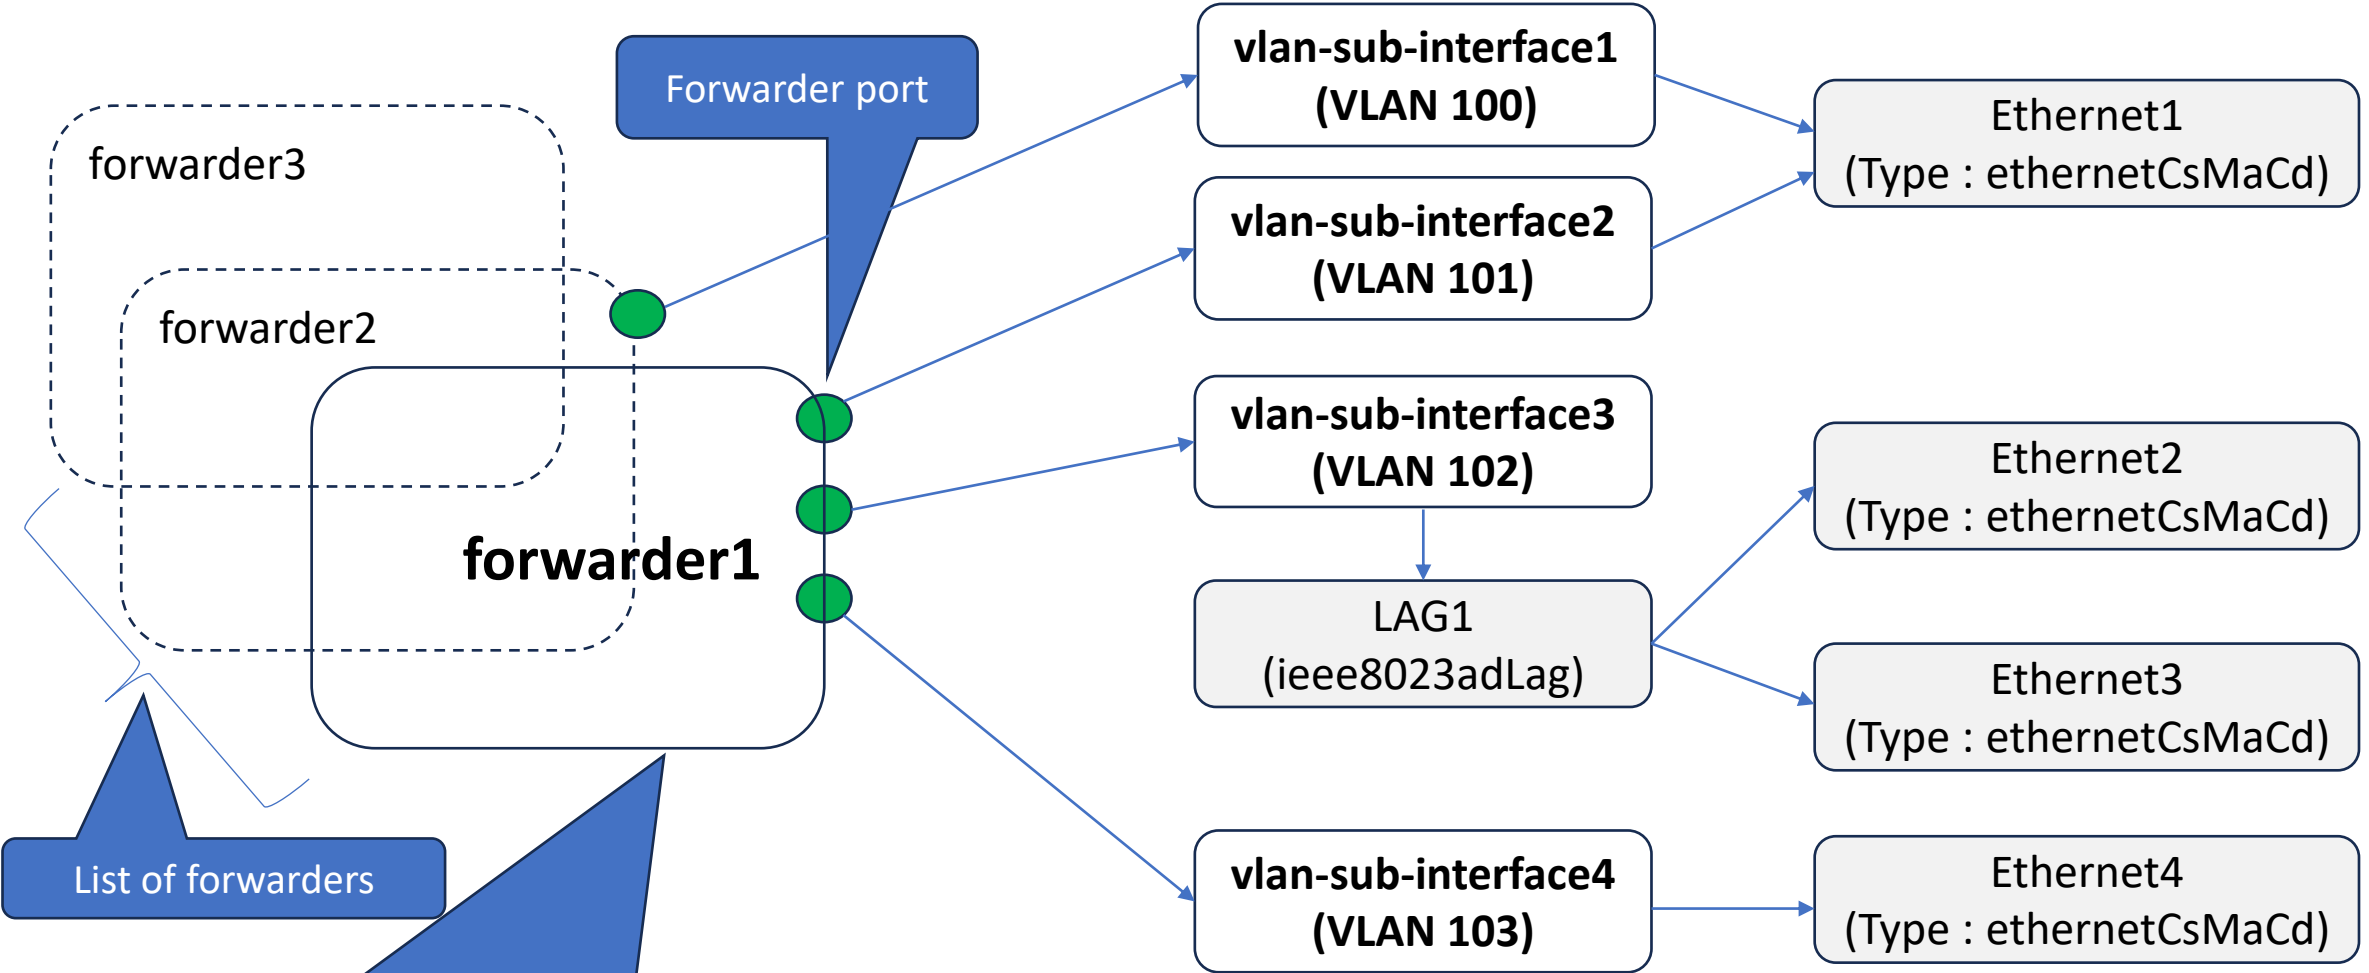 Forwarder port
vlan-sub-interface1
(VLAN 100)
Ethernet1
(Type : ethernetCsMaCd)
forwarder3
vlan-sub-interface2
(VLAN 101)
forwarder2
vlan-sub-interface3
(VLAN 102)
Ethernet2
(Type : ethernetCsMaCd)
forwarder1
LAG1
(ieee8023adLag)
Ethernet3
(Type : ethernetCsMaCd)
List of forwarders
vlan-sub-interface4
(VLAN 103)
Ethernet4
(Type : ethernetCsMaCd)